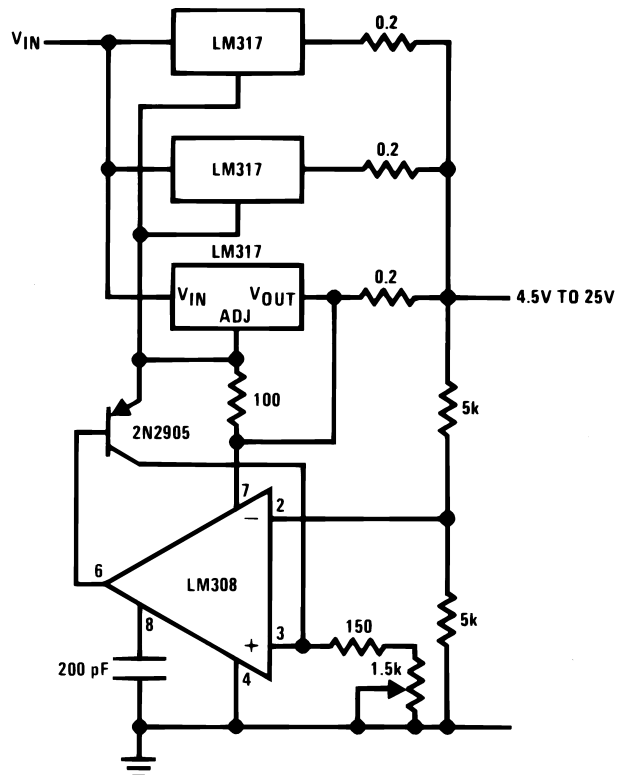 0.2
VIN
LM317
0.2
LM317
LM317
0.2
VIN
VOUT
4.5V TO 25V
ADJ
100
5k
2N2905
7
2
−
6
LM308
5k
8
150
+
3
200 pF
1.5k
4